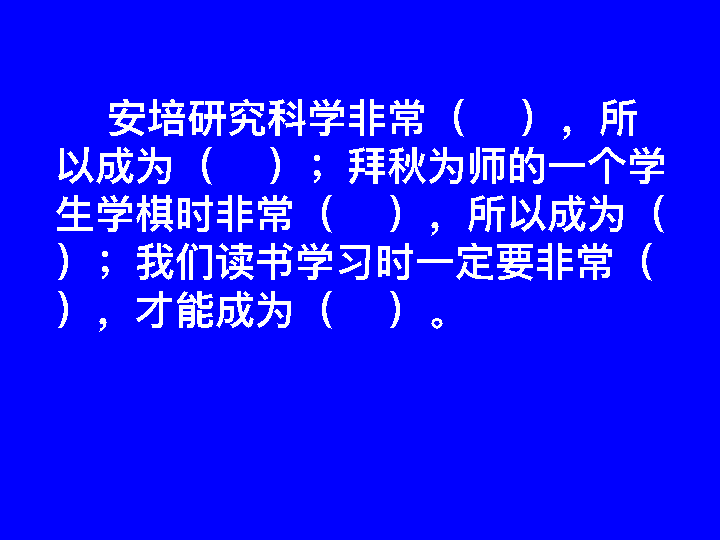 安培研究科学非常（　），所
以成为（　）；拜秋为师的一个学
生学棋时非常（　），所以成为（
）；我们读书学习时一定要非常（
），才能成为（　）。